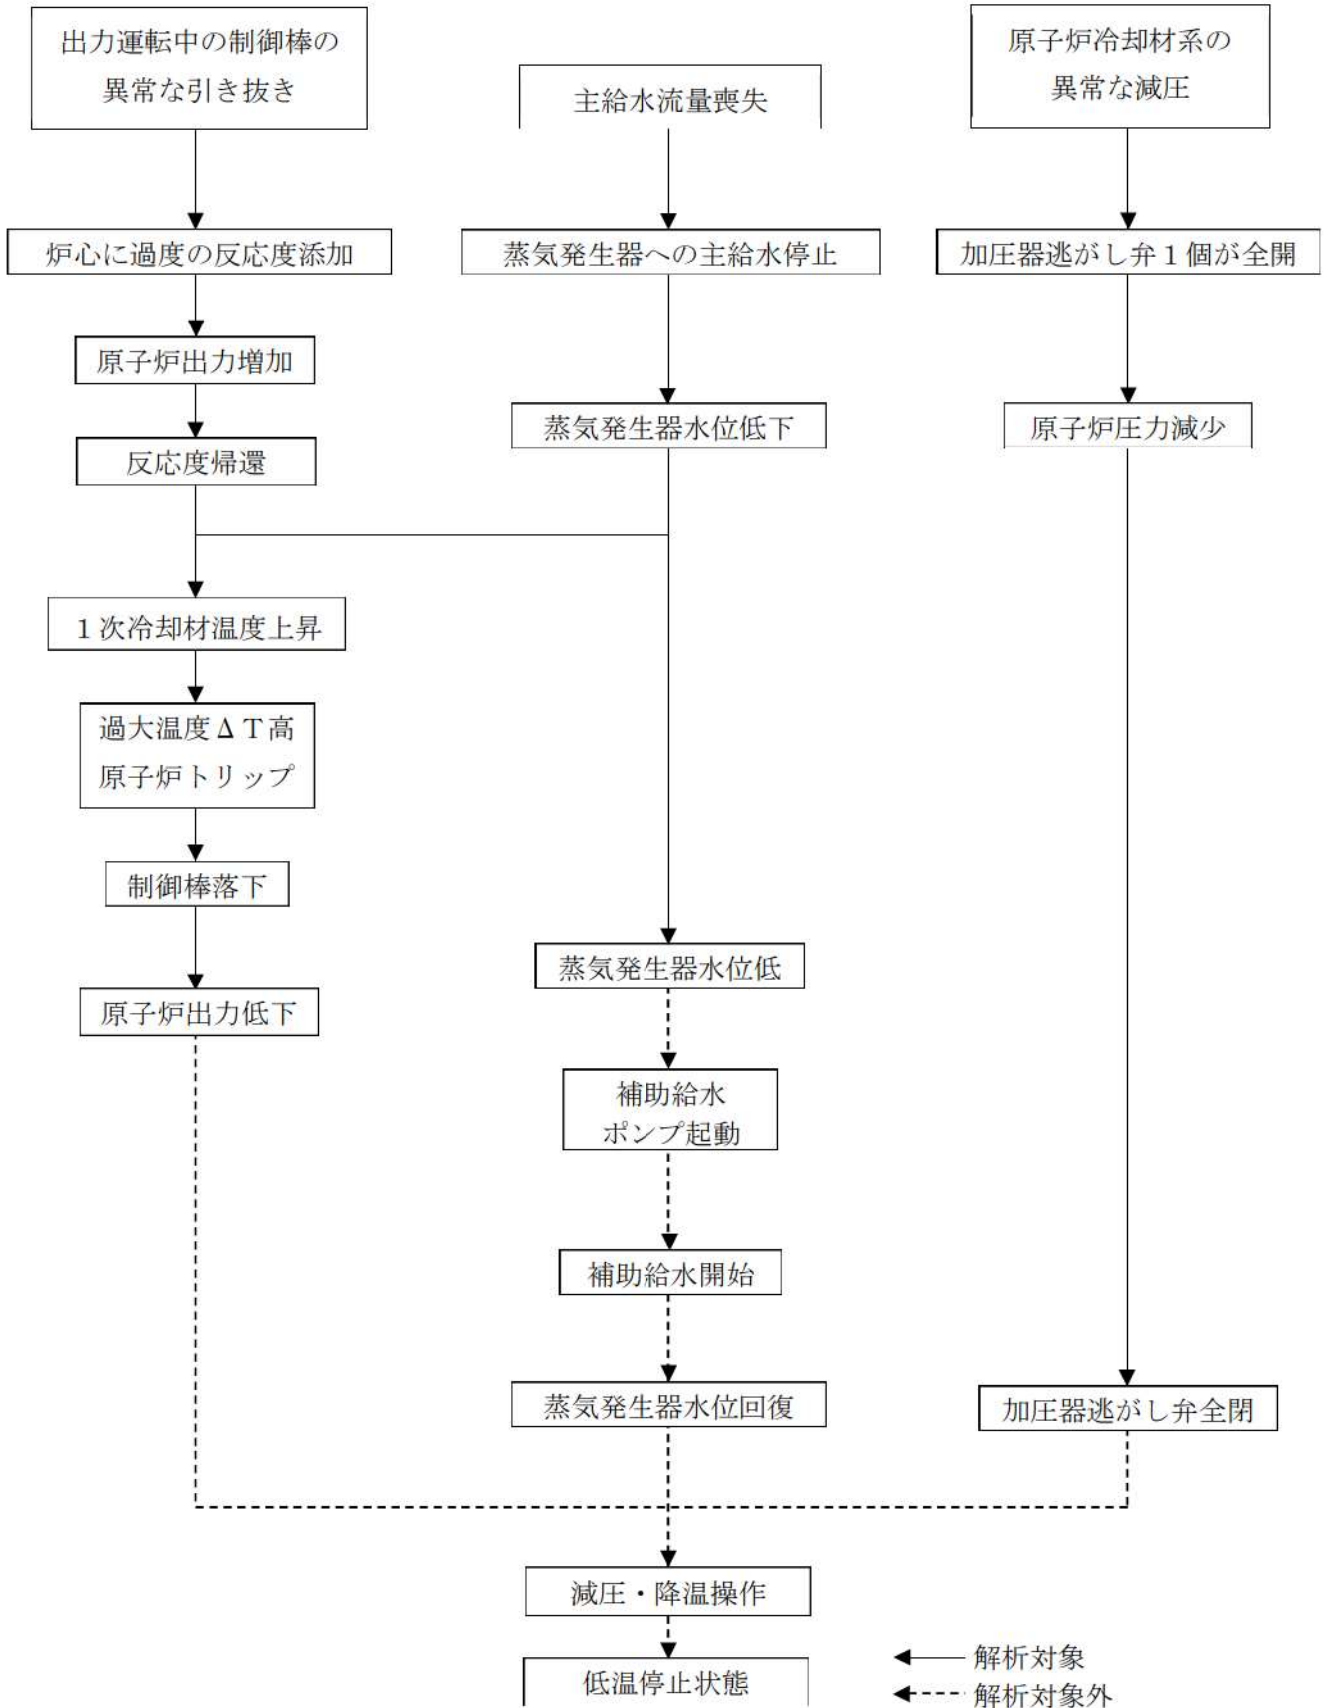 出力運転中の制御棒の
異常な引き抜き
主給水流量喪失
原子炉冷却材系の
異常な減圧
炉心に過度の反応度添加
蒸気発生器への主給水停止
加圧器逃がし弁1個が全開
原子炉出力増加
蒸気発生器水位低下
原子炉圧力減少
反応度帰還
1次冷却材温度上昇
過大温度ΔT高
原子炉トリップ
制御棒落下
蒸気発生器水位低
原子炉出力低下
補助給水
ポンプ起動
補助給水開始
蒸気発生器水位回復
加圧器逃がし弁全閉
減圧・降温操作
低温停止状態
解析対象
解析対象外